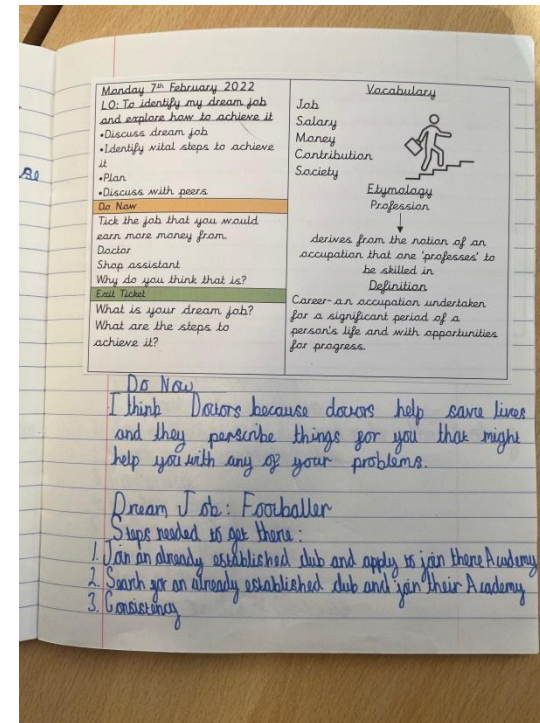 Be
Monday 7th February 2022
LO: To identify my dream job
and explore how to achieve it
•Discuss dream job
•Identify vital steps to achieve
it
•Plan
•Discuss with peers
Do Now
Tick the job that you would
earn more money from
Doctor
Shop assistant
Why do you think that is?
Exit Ticket
What is your dream job?
What are the steps to
achieve it?
Vocabulary
Job
Salary
Money
Contribution
Society
Etymology
Profession
derives from the notion of an
occupation that one 'professes' to
be skilled in
Definition
Career- an occupation undertaken
for a significant period of a
person's life and with opportunities
for progress.
Do Now
I think Doctors because doctors help save lives
and they perscribe things for you that might
help you with any of your problems.
Dream Job: Footballer
Steps needed to get there:
1. Join an already established club and apply to join there Academy
2. Search for an already established club and join their Academy
3. Consistency